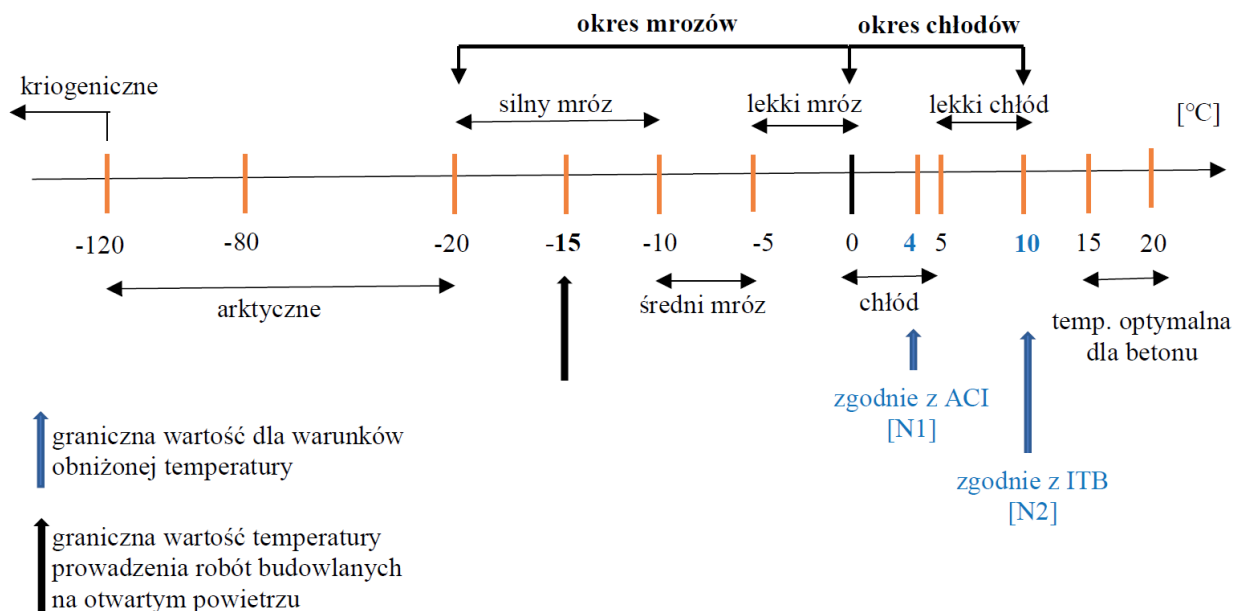 okres mrozów okres chłodów
kriogeniczne
silny mróz lekki mróz lekki chłód [°C]
-120 -80 -20 -15 -10 -5 0 4 5 10 15 20
arktyczne średni mróz chłód
temp. optymalna
dla betonu
zgodnie z ACI
[N1]
graniczna wartość dla warunków
obniżonej temperatury
zgodnie z ITB
[N2]
graniczna wartość temperatury
prowadzenia robót budowlanych
na otwartym powietrzu